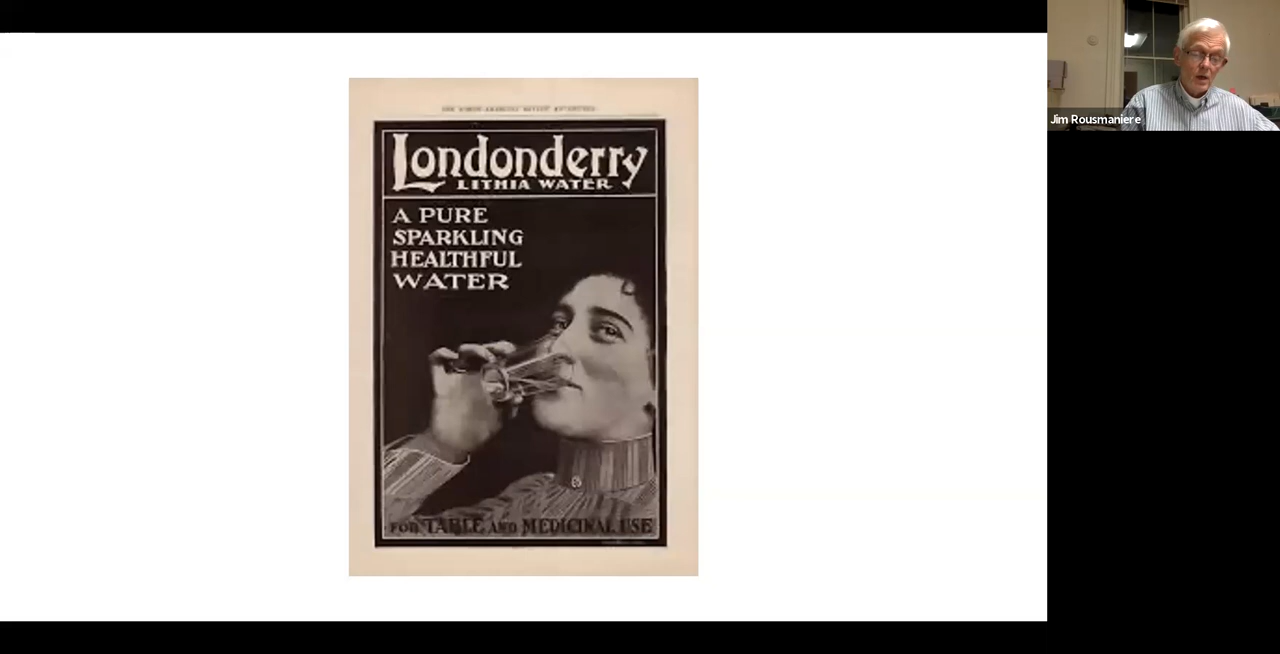 Londonderry
LITHIA WATER
A PURE
SPARKLING
HEALTHFUL
WATER
FOR TABLE AND MEDICINAL USE
Jim Rousmaniere